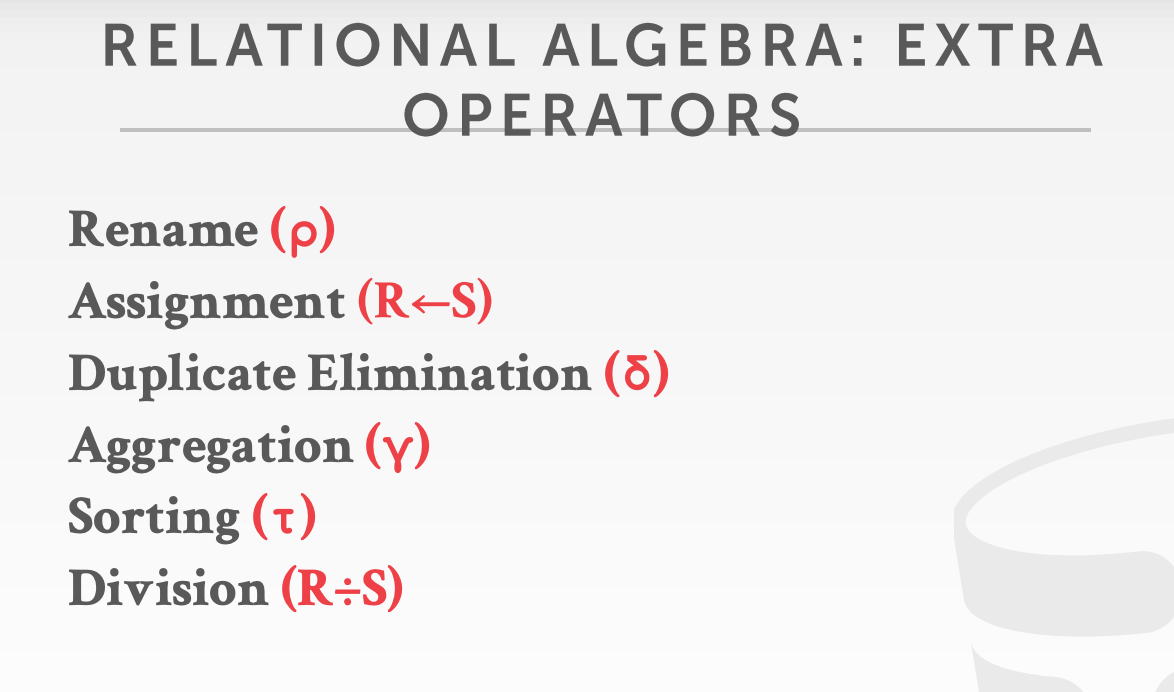 RELATIONAL ALGEBRA: EXTRA
OPERATORS
Rename (ρ)
Assignment (R←S)
Duplicate Elimination (δ)
Aggregation (γ)
Sorting (τ)
Division (R÷S)